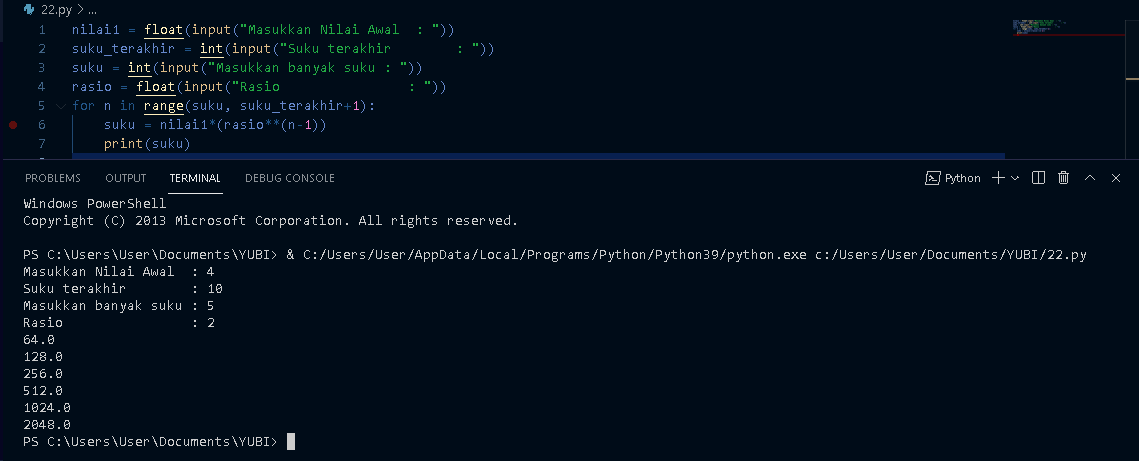 22.py > ...
1 nilai1 = float(input("Masukkan Nilai Awal  : "))
2 suku_terakhir = int(input("Suku terakhir        : "))
3 suku = int(input("Masukkan banyak suku : "))
4 rasio = float(input("Rasio                : "))
5 for n in range(suku, suku_terakhir+1):
6     suku = nilai1*(rasio**(n-1))
7     print(suku)
PROBLEMS OUTPUT TERMINAL DEBUG CONSOLE Python
Windows PowerShell
Copyright (C) 2013 Microsoft Corporation. All rights reserved.
PS C:\Users\User\Documents\YUBI> & C:/Users/User/AppData/Local/Programs/Python/Python39/python.exe c:/Users/User/Documents/YUBI/22.py
Masukkan Nilai Awal  : 4
Suku terakhir        : 10
Masukkan banyak suku : 5
Rasio                : 2
64.0
128.0
256.0
512.0
1024.0
2048.0
PS C:\Users\User\Documents\YUBI>